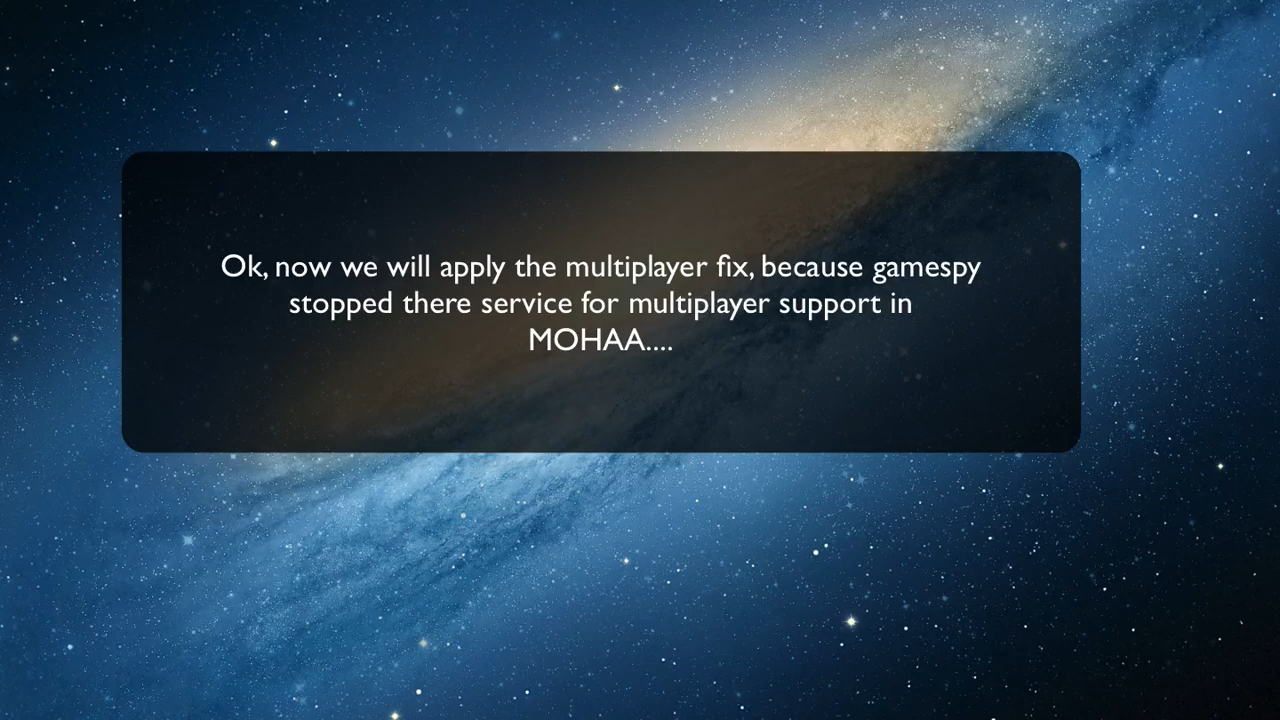 Ok, now we will apply the multiplayer fix, because gamespy
stopped there service for multiplayer support in
MOHAA....